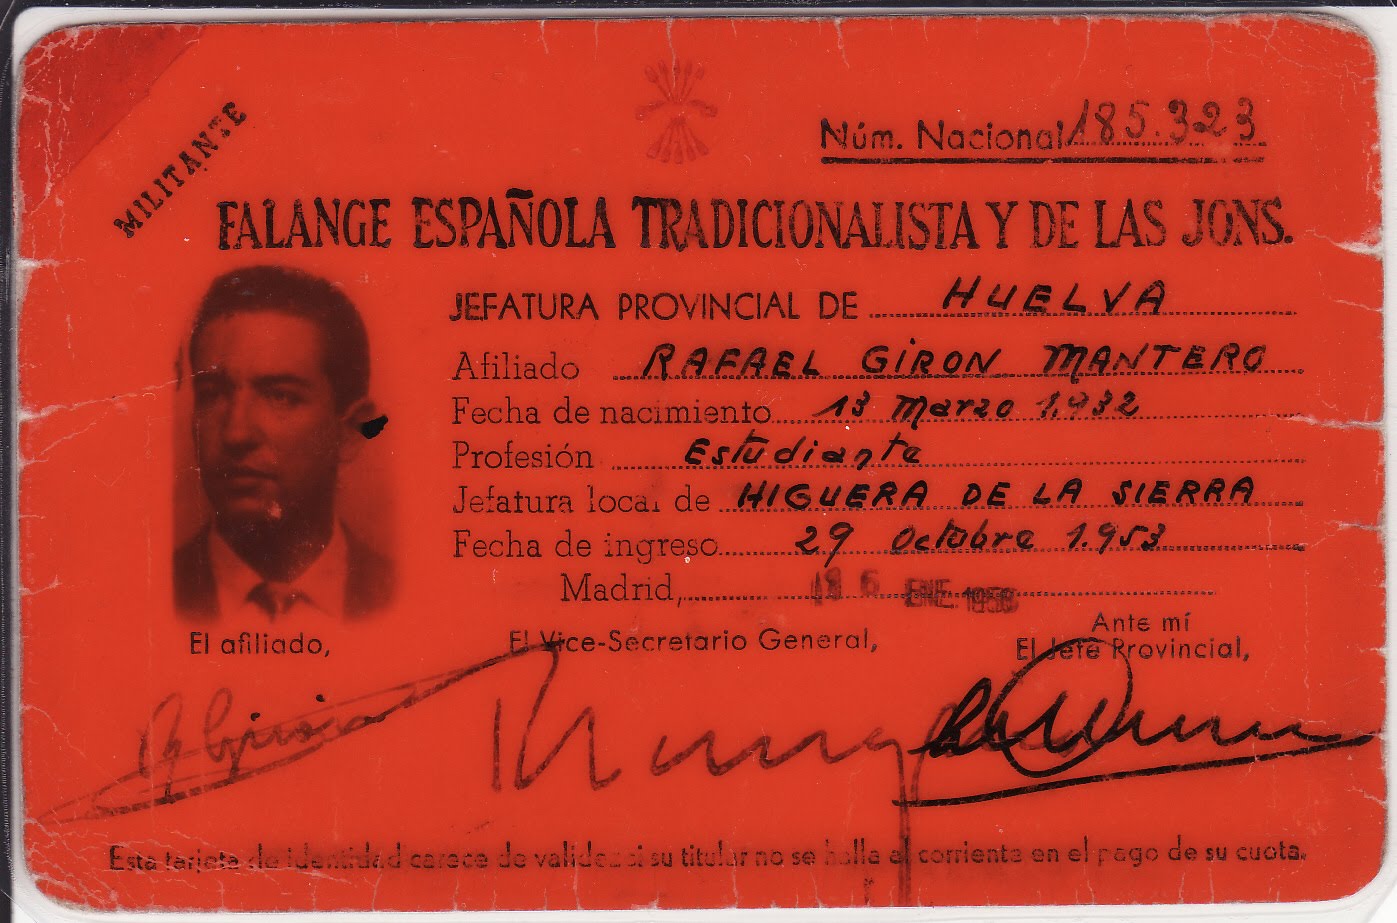 MILITANTE
Núm. Nacional 185.323
FALANGE ESPAÑOLA TRADICIONALISTA Y DE LAS JONS.
JEFATURA PROVINCIAL DE HUELVA
Afiliado RAFAEL GIRON MANTERO
Fecha de nacimiento 13 Marzo 1.932
Profesión Estudiante
Jefatura local de HIGUERA DE LA SIERRA
Fecha de ingreso 29 Octubre 1.953
Madrid, ENE.
El afiliado, El Vice-Secretario General, Ante mí
El Jefe Provincial,
Esta tarjeta de identidad carece de validez si su titular no se halla al corriente en el pago de su cuota.